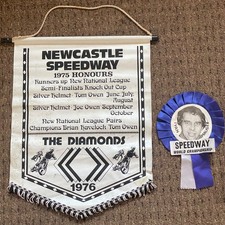 NEWCASTLE
SPEEDWAY
1975 HONOURS
Runners up New National League
Semi-Finalists Knock Out Cup
Silver Helmet Tom Owen June, July,
August
Silver Helmet Joe Owen September
October
New National League Pairs
Champions Brian Havelock Tom Owen
THE DIAMONDS
1976
SPEEDWAY
WORLD CHAMPIONSHIP